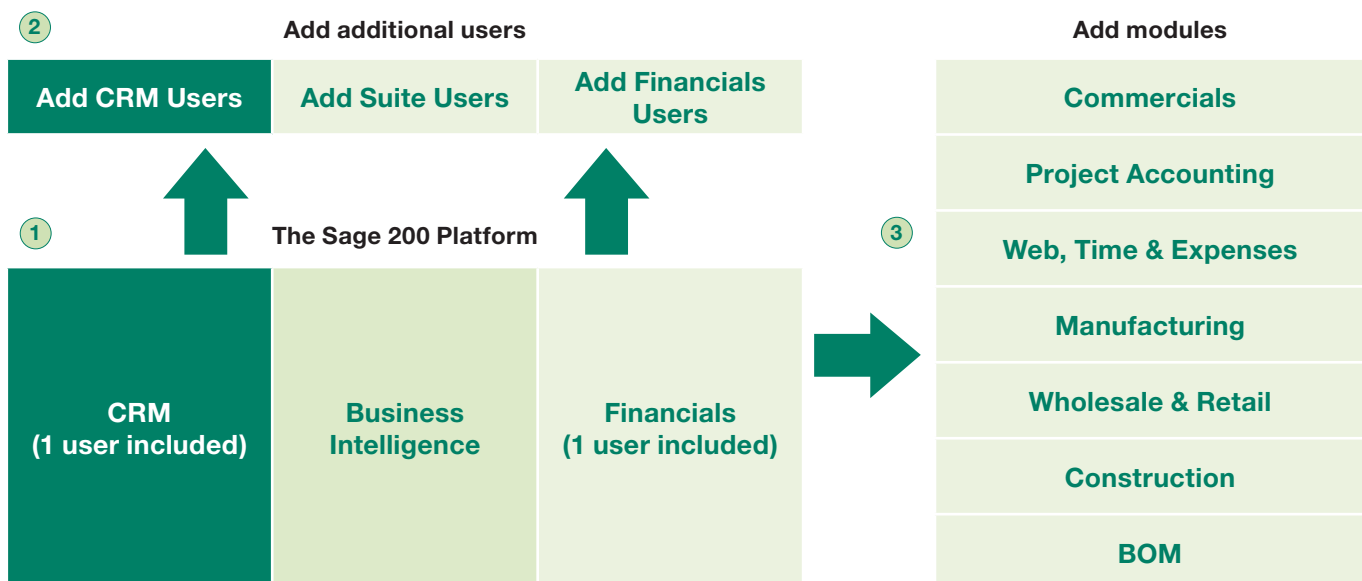 2
Add additional users
Add modules
Add CRM Users
Add Suite Users
Add Financials
Users
1
The Sage 200 Platform
CRM
(1 user included)
Business
Intelligence
Financials
(1 user included)
3
Commercials
Project Accounting
Web, Time & Expenses
Manufacturing
Wholesale & Retail
Construction
BOM